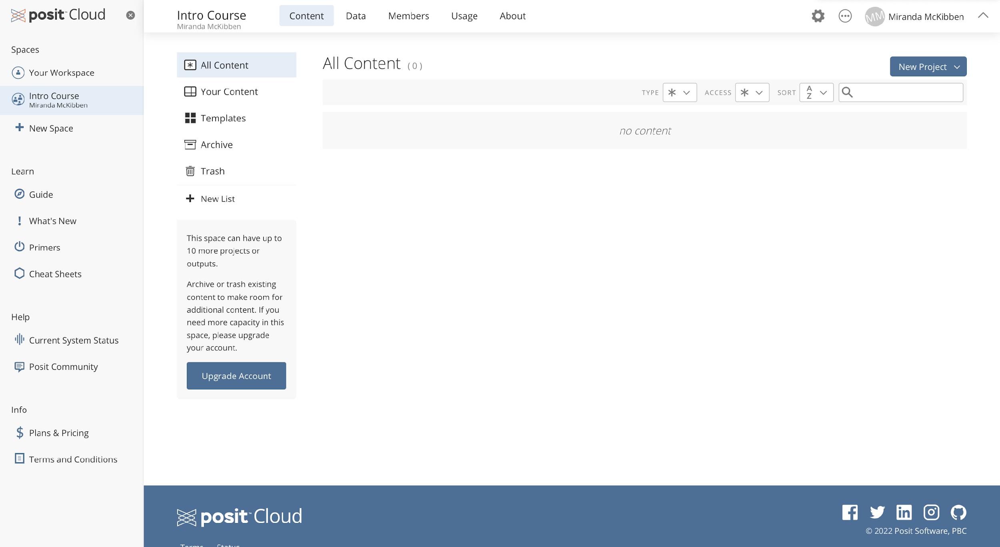 posit™ Cloud
Spaces
Your Workspace
Intro Course
Miranda McKibben
New Space
Learn
Guide
What's New
Primers
Cheat Sheets
Help
Current System Status
Posit Community
Info
Plans & Pricing
Terms and Conditions
Intro Course
Miranda McKibben
Content
Data
Members
Usage
About
MM
Miranda McKibben
All Content
Your Content
Templates
Archive
Trash
New List
This space can have up to
10 more projects or
outputs.
Archive or trash existing
content to make room for
additional content. If you
need more capacity in this
space, please upgrade
your account.
Upgrade Account
All Content (0)
New Project
TYPE
ACCESS
SORT
A
Z
no content
posit™ Cloud
© 2022 Posit Software, PBC
Terms
Status